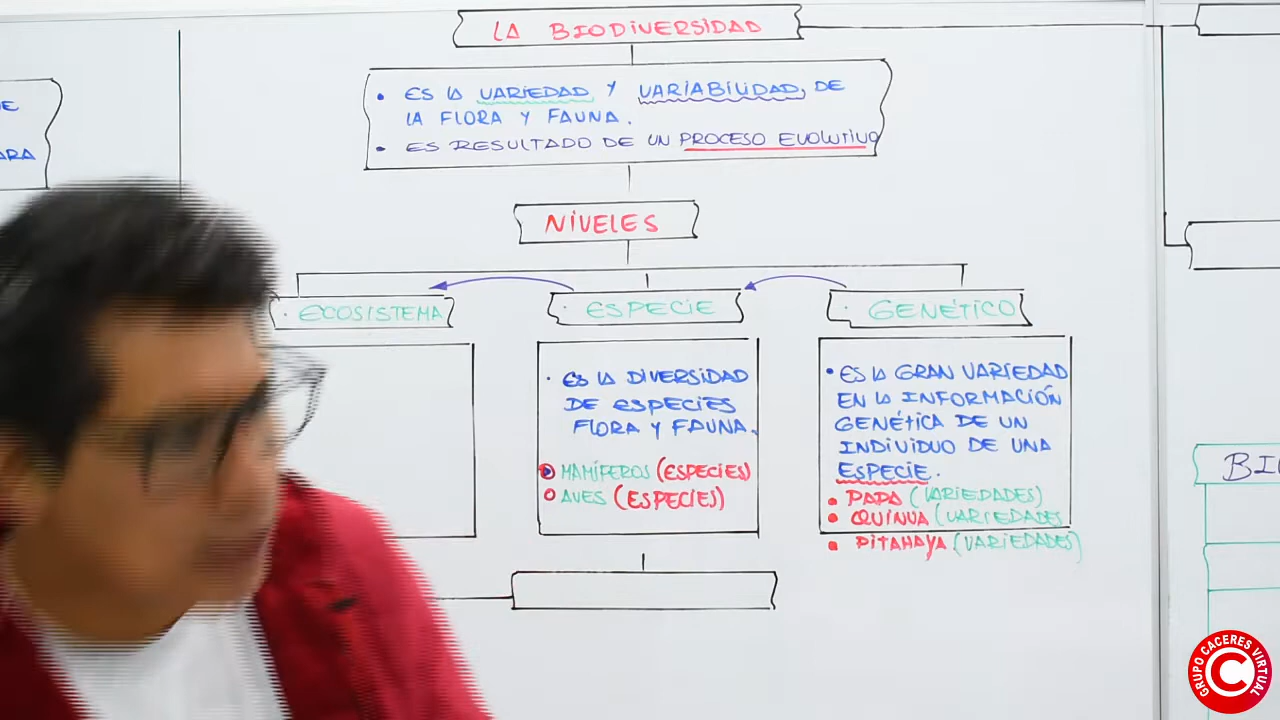 LA BIODIVERSIDAD
• ES LA VARIEDAD Y VARIABILIDAD, DE
LA FLORA Y FAUNA.
• ES RESULTADO DE UN PROCESO EVOLUTIVO
ARA
NIVELES
· ECOSISTEMA
· ESPECIE
· GENÉTICO
· ES LA DIVERSIDAD
DE ESPECIES
FLORA Y FAUNA.
MAMÍFEROS (ESPECIES)
AVES (ESPECIES)
• ES LA GRAN VARIEDAD
EN LA INFORMACIÓN
GENÉTICA DE UN
INDIVIDUO DE UNA
ESPECIE.
• PAPA (VARIEDADES)
• QUINUA (VARIEDADES
• PITAHAYA (VARIEDADES)
GRUPO CACERES VIRTUAL
C